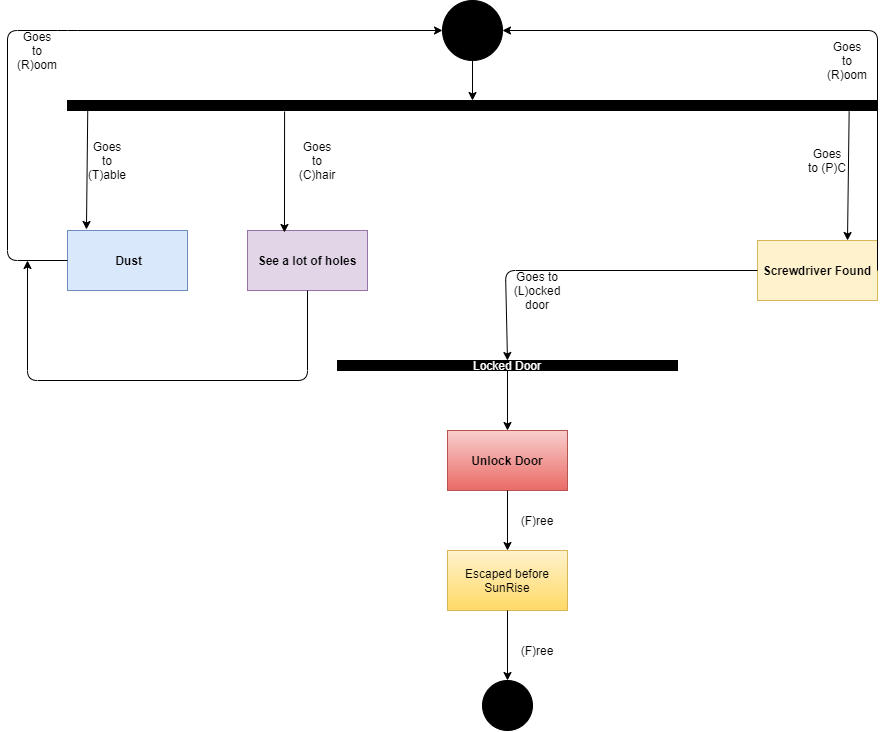 Goes
to
(R)oom
Goes
to
(R)oom
Goes
to
(T)able
Goes
to
(C)hair
Goes
to (P)C
Dust
See a lot of holes
Screwdriver Found
Goes to
(L)ocked
door
Locked Door
Unlock Door
(F)ree
Escaped before
SunRise
(F)ree